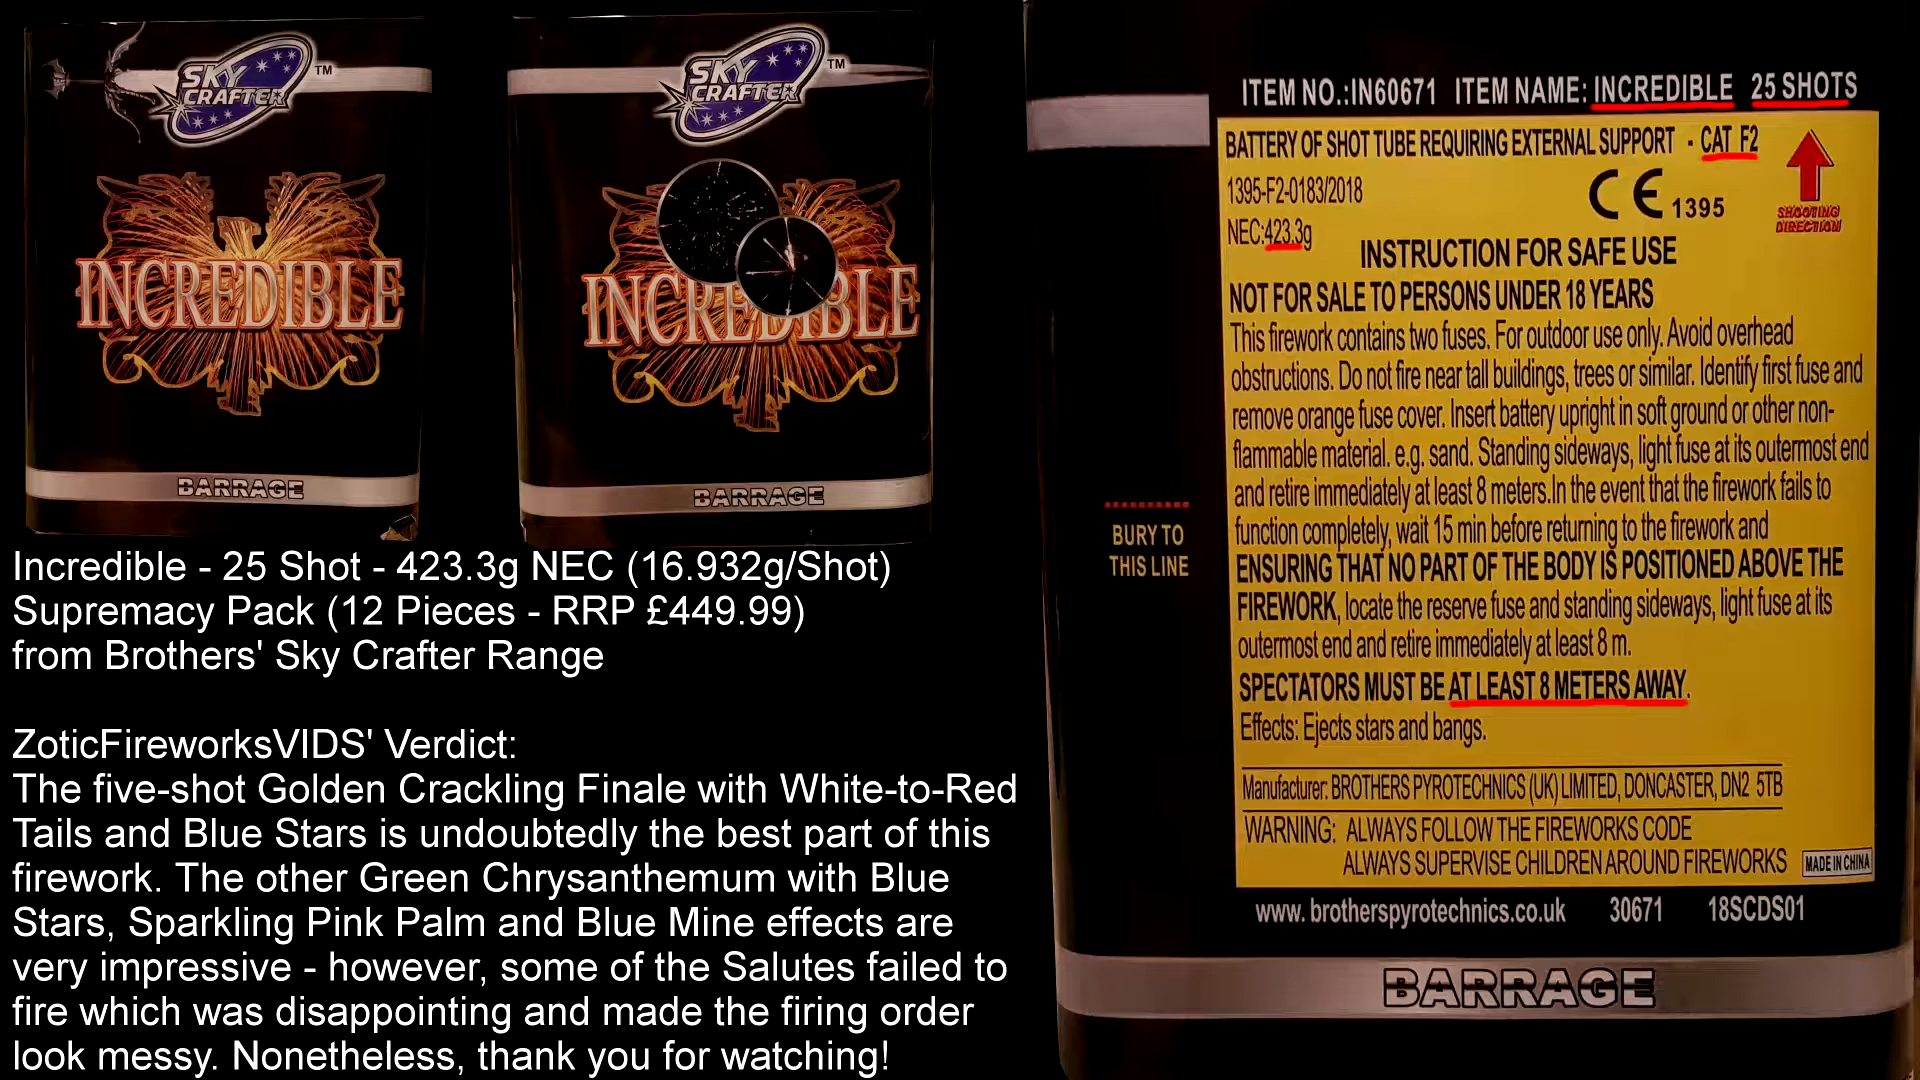 SKY CRAFTER TM
INCREDIBLE
BARRAGE
SKY CRAFTER TM
INCREDIBLE
BARRAGE
Incredible - 25 Shot - 423.3g NEC (16.932g/Shot)
Supremacy Pack (12 Pieces - RRP £449.99)
from Brothers' Sky Crafter Range
ZoticFireworksVIDS' Verdict:
The five-shot Golden Crackling Finale with White-to-Red
Tails and Blue Stars is undoubtedly the best part of this
firework. The other Green Chrysanthemum with Blue
Stars, Sparkling Pink Palm and Blue Mine effects are
very impressive - however, some of the Salutes failed to
fire which was disappointing and made the firing order
look messy. Nonetheless, thank you for watching!
ITEM NO.:IN60671 ITEM NAME: INCREDIBLE 25 SHOTS
BATTERY OF SHOT TUBE REQUIRING EXTERNAL SUPPORT - CAT F2
1395-F2-0183/2018
CE 1395
NEC:423.3g
SHOOTING
DIRECTION
INSTRUCTION FOR SAFE USE
NOT FOR SALE TO PERSONS UNDER 18 YEARS
This firework contains two fuses. For outdoor use only. Avoid overhead
obstructions. Do not fire near tall buildings, trees or similar. Identify first fuse and
remove orange fuse cover. Insert battery upright in soft ground or other non-
flammable material. e.g. sand. Standing sideways, light fuse at its outermost end
and retire immediately at least 8 meters.In the event that the firework fails to
function completely, wait 15 min before returning to the firework and
ENSURING THAT NO PART OF THE BODY IS POSITIONED ABOVE THE
FIREWORK, locate the reserve fuse and standing sideways, light fuse at its
outermost end and retire immediately at least 8 m.
SPECTATORS MUST BE AT LEAST 8 METERS AWAY.
Effects: Ejects stars and bangs.
Manufacturer: BROTHERS PYROTECHNICS (UK) LIMITED, DONCASTER, DN2 5TB
WARNING: ALWAYS FOLLOW THE FIREWORKS CODE
ALWAYS SUPERVISE CHILDREN AROUND FIREWORKS
MADE IN CHINA
BURY TO
THIS LINE
www.brotherspyrotechnics.co.uk 30671 18SCDS01
BARRAGE